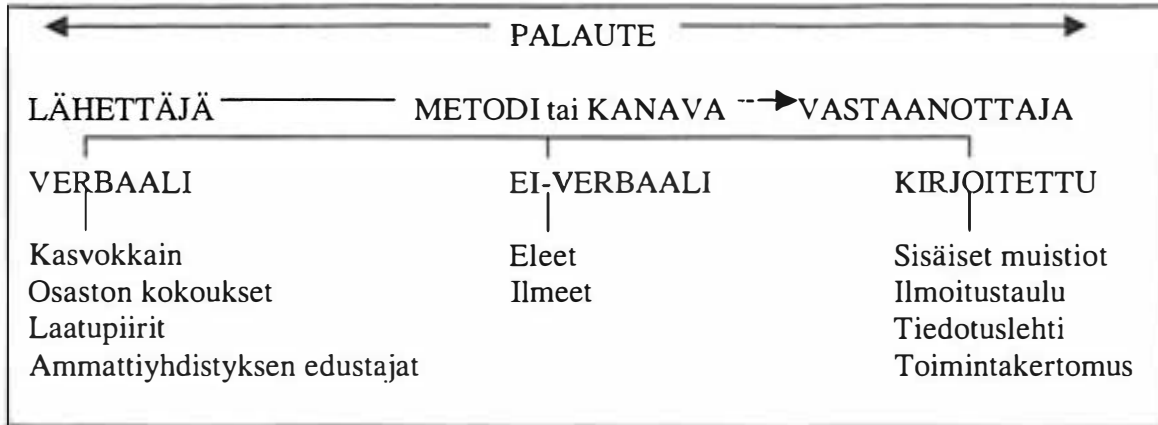 PALAUTE
LÄHETTÄJÄ METODI tai KANAVA VASTAANOTTAJA
VERBAALI EI-VERBAALI KIRJOITETTU
Kasvokkain Eleet Sisäiset muistiot
Osaston kokoukset Ilmeet Ilmoitustaulu
Laatupiirit Tiedotuslehti
Ammattiyhdistyksen edustajat Toimintakertomus